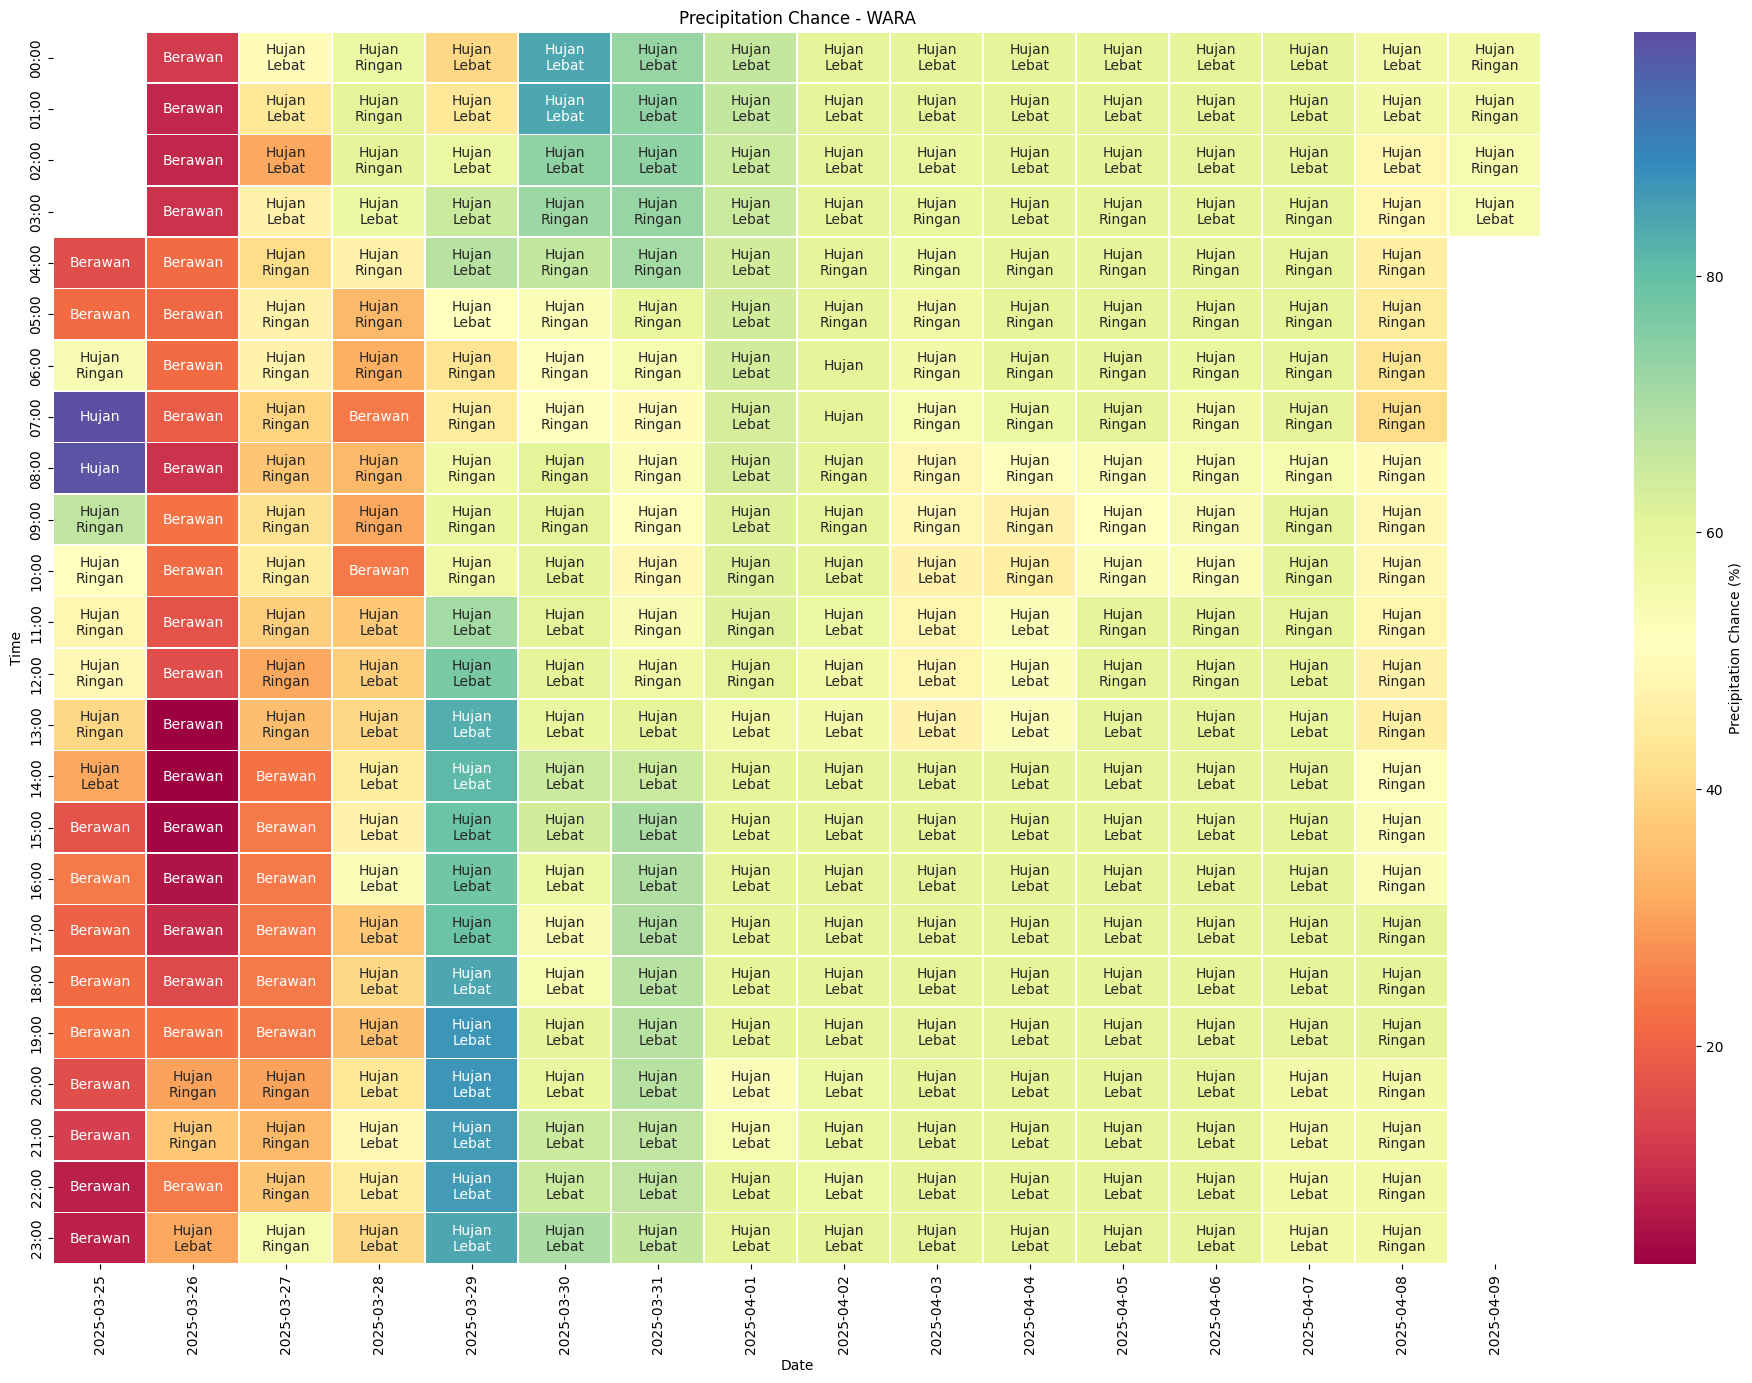 Precipitation Chance - WARA
00:00 Berawan Hujan Lebat Hujan Ringan Hujan Lebat Hujan Lebat Hujan Lebat Hujan Lebat Hujan Lebat Hujan Lebat Hujan Lebat Hujan Lebat Hujan Lebat Hujan Lebat Hujan Lebat Hujan Ringan
01:00 Berawan Hujan Lebat Hujan Ringan Hujan Lebat Hujan Lebat Hujan Lebat Hujan Lebat Hujan Lebat Hujan Lebat Hujan Lebat Hujan Lebat Hujan Lebat Hujan Lebat Hujan Lebat Hujan Ringan
02:00 Berawan Hujan Lebat Hujan Ringan Hujan Lebat Hujan Lebat Hujan Lebat Hujan Lebat Hujan Lebat Hujan Lebat Hujan Lebat Hujan Lebat Hujan Lebat Hujan Lebat Hujan Lebat Hujan Ringan
03:00 Berawan Hujan Lebat Hujan Lebat Hujan Lebat Hujan Ringan Hujan Ringan Hujan Lebat Hujan Lebat Hujan Ringan Hujan Lebat Hujan Ringan Hujan Lebat Hujan Ringan Hujan Ringan Hujan Lebat
04:00 Berawan Berawan Hujan Ringan Hujan Ringan Hujan Lebat Hujan Ringan Hujan Ringan Hujan Lebat Hujan Ringan Hujan Ringan Hujan Ringan Hujan Ringan Hujan Ringan Hujan Ringan Hujan Ringan
05:00 Berawan Berawan Hujan Ringan Hujan Ringan Hujan Lebat Hujan Ringan Hujan Ringan Hujan Lebat Hujan Ringan Hujan Ringan Hujan Ringan Hujan Ringan Hujan Ringan Hujan Ringan Hujan Ringan
06:00 Hujan Ringan Berawan Hujan Ringan Hujan Ringan Hujan Ringan Hujan Ringan Hujan Ringan Hujan Lebat Hujan Hujan Ringan Hujan Ringan Hujan Ringan Hujan Ringan Hujan Ringan Hujan Ringan
07:00 Hujan Berawan Hujan Ringan Berawan Hujan Ringan Hujan Ringan Hujan Ringan Hujan Lebat Hujan Hujan Ringan Hujan Ringan Hujan Ringan Hujan Ringan Hujan Ringan Hujan Ringan
08:00 Hujan Berawan Hujan Ringan Hujan Ringan Hujan Ringan Hujan Ringan Hujan Ringan Hujan Lebat Hujan Ringan Hujan Ringan Hujan Ringan Hujan Ringan Hujan Ringan Hujan Ringan Hujan Ringan
09:00 Hujan Ringan Berawan Hujan Ringan Hujan Ringan Hujan Ringan Hujan Ringan Hujan Ringan Hujan Lebat Hujan Ringan Hujan Ringan Hujan Ringan Hujan Ringan Hujan Ringan Hujan Ringan Hujan Ringan
10:00 Hujan Ringan Berawan Hujan Ringan Berawan Hujan Ringan Hujan Lebat Hujan Ringan Hujan Ringan Hujan Lebat Hujan Lebat Hujan Ringan Hujan Ringan Hujan Ringan Hujan Ringan Hujan Ringan
11:00 Hujan Ringan Berawan Hujan Ringan Hujan Lebat Hujan Lebat Hujan Lebat Hujan Ringan Hujan Ringan Hujan Lebat Hujan Lebat Hujan Lebat Hujan Ringan Hujan Ringan Hujan Ringan Hujan Ringan
12:00 Hujan Ringan Berawan Hujan Ringan Hujan Lebat Hujan Lebat Hujan Lebat Hujan Ringan Hujan Ringan Hujan Lebat Hujan Lebat Hujan Lebat Hujan Ringan Hujan Ringan Hujan Lebat Hujan Ringan
13:00 Hujan Ringan Berawan Hujan Ringan Hujan Lebat Hujan Lebat Hujan Lebat Hujan Lebat Hujan Lebat Hujan Lebat Hujan Lebat Hujan Lebat Hujan Lebat Hujan Lebat Hujan Lebat Hujan Ringan
14:00 Hujan Lebat Berawan Berawan Hujan Lebat Hujan Lebat Hujan Lebat Hujan Lebat Hujan Lebat Hujan Lebat Hujan Lebat Hujan Lebat Hujan Lebat Hujan Lebat Hujan Lebat Hujan Ringan
15:00 Berawan Berawan Berawan Hujan Lebat Hujan Lebat Hujan Lebat Hujan Lebat Hujan Lebat Hujan Lebat Hujan Lebat Hujan Lebat Hujan Lebat Hujan Lebat Hujan Lebat Hujan Ringan
16:00 Berawan Berawan Berawan Hujan Lebat Hujan Lebat Hujan Lebat Hujan Lebat Hujan Lebat Hujan Lebat Hujan Lebat Hujan Lebat Hujan Lebat Hujan Lebat Hujan Lebat Hujan Ringan
17:00 Berawan Berawan Berawan Hujan Lebat Hujan Lebat Hujan Lebat Hujan Lebat Hujan Lebat Hujan Lebat Hujan Lebat Hujan Lebat Hujan Lebat Hujan Lebat Hujan Lebat Hujan Ringan
18:00 Berawan Berawan Berawan Hujan Lebat Hujan Lebat Hujan Lebat Hujan Lebat Hujan Lebat Hujan Lebat Hujan Lebat Hujan Lebat Hujan Lebat Hujan Lebat Hujan Lebat Hujan Ringan
19:00 Berawan Berawan Berawan Hujan Lebat Hujan Lebat Hujan Lebat Hujan Lebat Hujan Lebat Hujan Lebat Hujan Lebat Hujan Lebat Hujan Lebat Hujan Lebat Hujan Lebat Hujan Ringan
20:00 Berawan Hujan Ringan Hujan Ringan Hujan Lebat Hujan Lebat Hujan Lebat Hujan Lebat Hujan Lebat Hujan Lebat Hujan Lebat Hujan Lebat Hujan Lebat Hujan Lebat Hujan Lebat Hujan Ringan
21:00 Berawan Hujan Ringan Hujan Ringan Hujan Lebat Hujan Lebat Hujan Lebat Hujan Lebat Hujan Lebat Hujan Lebat Hujan Lebat Hujan Lebat Hujan Lebat Hujan Lebat Hujan Lebat Hujan Ringan
22:00 Berawan Berawan Hujan Ringan Hujan Lebat Hujan Lebat Hujan Lebat Hujan Lebat Hujan Lebat Hujan Lebat Hujan Lebat Hujan Lebat Hujan Lebat Hujan Lebat Hujan Lebat Hujan Ringan
23:00 Berawan Hujan Lebat Hujan Ringan Hujan Lebat Hujan Lebat Hujan Lebat Hujan Lebat Hujan Lebat Hujan Lebat Hujan Lebat Hujan Lebat Hujan Lebat Hujan Lebat Hujan Lebat Hujan Ringan
Time
2025-03-25 2025-03-26 2025-03-27 2025-03-28 2025-03-29 2025-03-30 2025-03-31 2025-04-01 2025-04-02 2025-04-03 2025-04-04 2025-04-05 2025-04-06 2025-04-07 2025-04-08 2025-04-09
Date
80
60
40
20
Precipitation Chance (%)